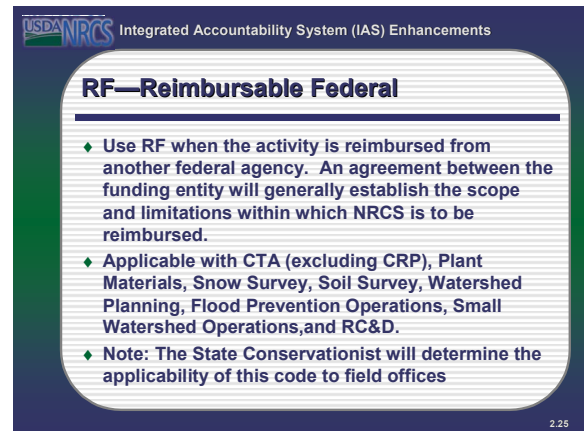 USDA NRCS Integrated Accountability System (IAS) Enhancements
RF—Reimbursable Federal
♦ Use RF when the activity is reimbursed from
another federal agency. An agreement between the
funding entity will generally establish the scope
and limitations within which NRCS is to be
reimbursed.
♦ Applicable with CTA (excluding CRP), Plant
Materials, Snow Survey, Soil Survey, Watershed
Planning, Flood Prevention Operations, Small
Watershed Operations,and RC&D.
♦ Note: The State Conservationist will determine the
applicability of this code to field offices
2.25